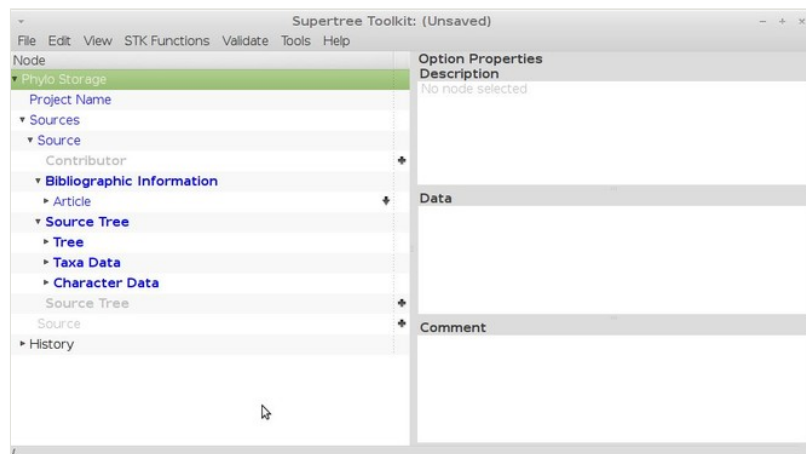 Supertree Toolkit: (Unsaved)
File Edit View STK Functions Validate Tools Help
Node
Phylo Storage
Project Name
Sources
Source
Contributor
Bibliographic Information
Article
Source Tree
Tree
Taxa Data
Character Data
Source Tree
Source
History
Option Properties
Description
No node selected
Data
Comment